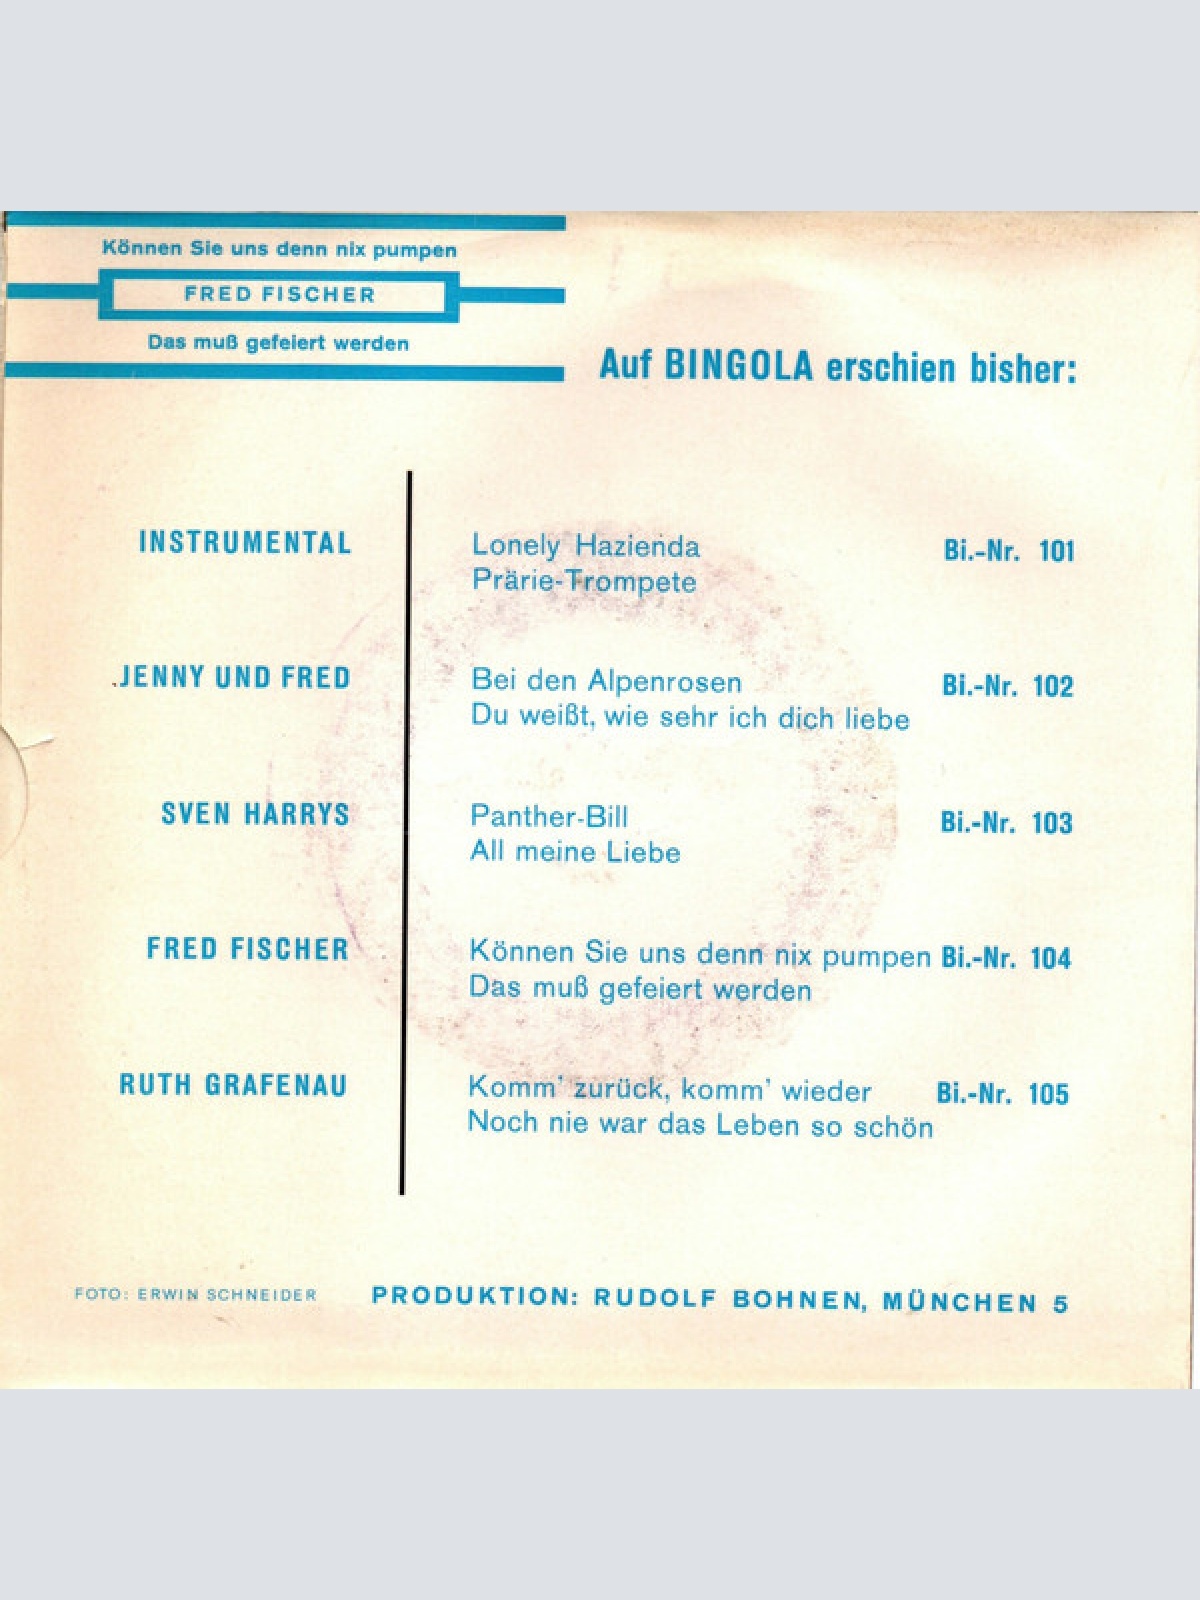 Können Sie uns denn nix pumpen
FRED FISCHER
Das muß gefeiert werden
Auf BINGOLA erschien bisher:
INSTRUMENTAL
Lonely Hazienda Bi.-Nr. 101
Prärie-Trompete
JENNY UND FRED
Bei den Alpenrosen Bi.-Nr. 102
Du weißt, wie sehr ich dich liebe
SVEN HARRYS
Panther-Bill Bi.-Nr. 103
All meine Liebe
FRED FISCHER
Können Sie uns denn nix pumpen Bi.-Nr. 104
Das muß gefeiert werden
RUTH GRAFENAU
Komm' zurück, komm' wieder Bi.-Nr. 105
Noch nie war das Leben so schön
FOTO: ERWIN SCHNEIDER
PRODUKTION: RUDOLF BOHNEN, MÜNCHEN 5